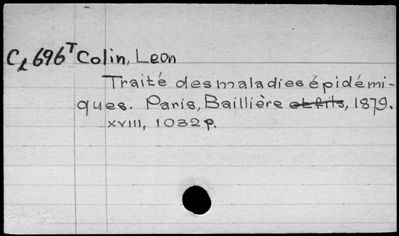 Cl 696T Colin, Leon
Traité des maladies épidémi-
ques. Paris, Baillière et fils, 1879.
XVIII, 1032 p.